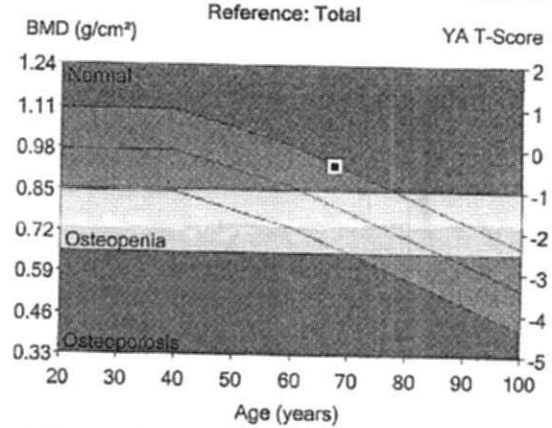 Reference: Total
BMD (g/cm²)
YA T-Score
1.24
1.11
0.98
0.85
0.72
0.59
0.46
0.33
Normal
Osteopenia
Osteoporosis
2
1
0
-1
-2
-3
-4
-5
20 30 40 50 60 70 80 90 100
Age (years)